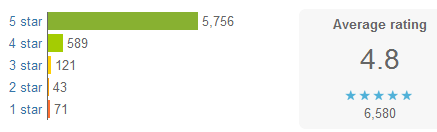 5 star 5,756
4 star 589
3 star 121
2 star 43
1 star 71
Average rating
4.8
6,580